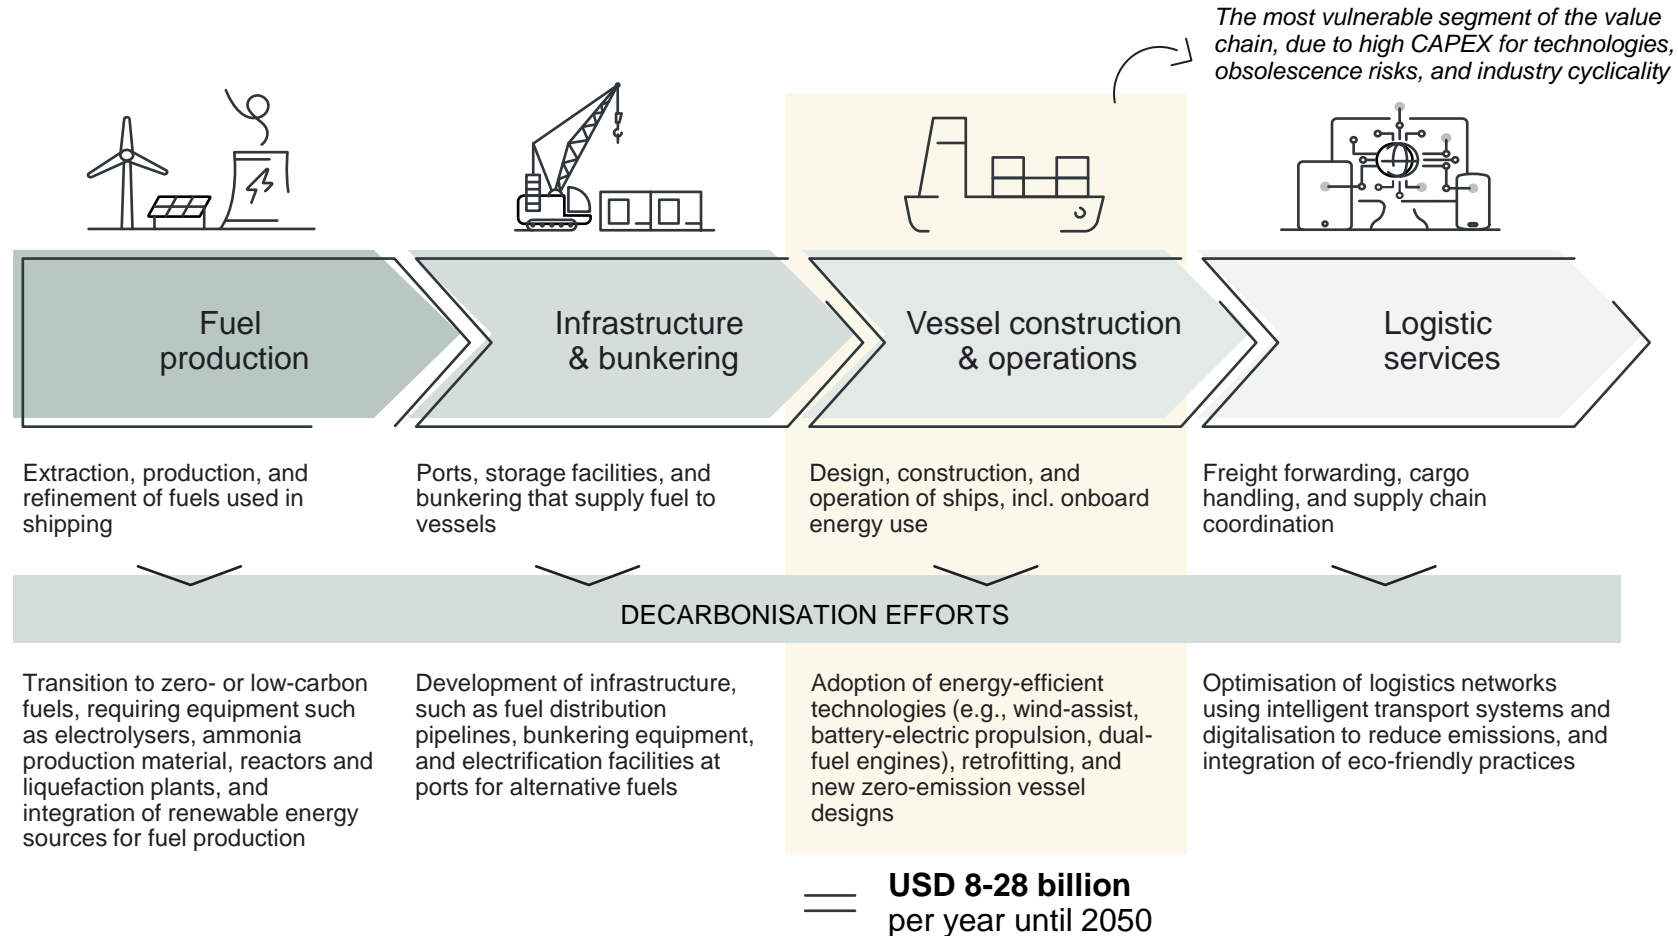 The most vulnerable segment of the value
chain, due to high CAPEX for technologies,
obsolescence risks, and industry cyclicality
Fuel
production
Infrastructure
& bunkering
Vessel construction
& operations
Logistic
services
Extraction, production, and
refinement of fuels used in
shipping
Ports, storage facilities, and
bunkering that supply fuel to
vessels
Design, construction, and
operation of ships, incl. onboard
energy use
Freight forwarding, cargo
handling, and supply chain
coordination
DECARBONISATION EFFORTS
Transition to zero- or low-carbon
fuels, requiring equipment such
as electrolysers, ammonia
production material, reactors and
liquefaction plants, and
integration of renewable energy
sources for fuel production
Development of infrastructure,
such as fuel distribution
pipelines, bunkering equipment,
and electrification facilities at
ports for alternative fuels
Adoption of energy-efficient
technologies (e.g., wind-assist,
battery-electric propulsion, dual-
fuel engines), retrofitting, and
new zero-emission vessel
designs
Optimisation of logistics networks
using intelligent transport systems and
digitalisation to reduce emissions, and
integration of eco-friendly practices
USD 8-28 billion
per year until 2050